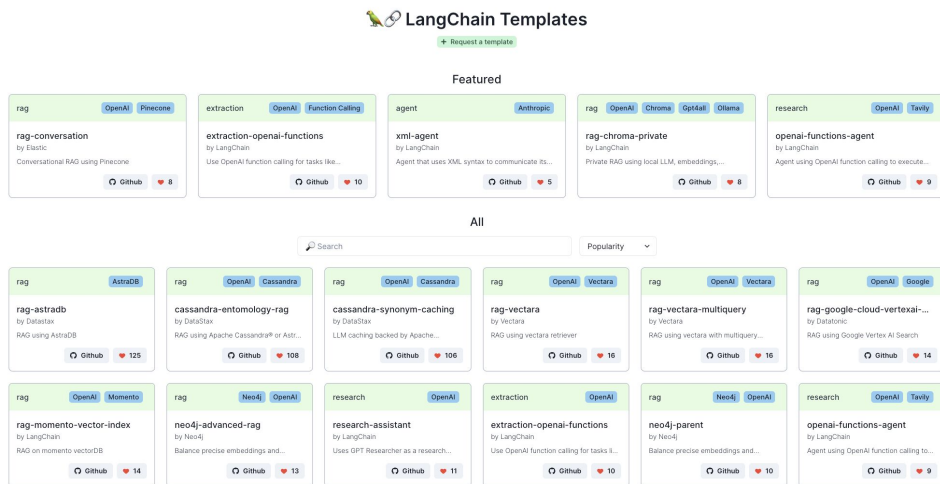 LangChain Templates
+ Request a template
Featured
rag OpenAI Pinecone
rag-conversation
by Elastic
Conversational RAG using Pinecone
Github 8
extraction OpenAI Function Calling
extraction-openai-functions
by LangChain
Use OpenAI function calling for tasks like...
Github 10
agent Anthropic
xml-agent
by LangChain
Agent that uses XML syntax to communicate its...
Github 5
rag OpenAI Chroma Gpt4all Ollama
rag-chroma-private
by LangChain
Private RAG using local LLM, embeddings,...
Github 8
research OpenAI Tavily
openai-functions-agent
by LangChain
Agent using OpenAI function calling to execute...
Github 9
All
Search
Popularity
rag AstraDB
rag-astradb
by Datastax
RAG using AstraDB
Github 125
rag OpenAI Cassandra
cassandra-entomology-rag
by DataStax
RAG using Apache Cassandra® or Astr...
Github 108
rag OpenAI Cassandra
cassandra-synonym-caching
by DataStax
LLM caching backed by Apache...
Github 106
rag OpenAI Vectara
rag-vectara
by Vectara
RAG using vectara retriever
Github 16
rag OpenAI Vectara
rag-vectara-multiquery
by Vectara
RAG using vectara with multiquery...
Github 16
rag OpenAI Google
rag-google-cloud-vertexai-...
by Datatonic
RAG using Google Vertex AI Search
Github 14
rag OpenAI Momento
rag-momento-vector-index
by LangChain
RAG on momento vectorDB
Github 14
rag Neo4j OpenAI
neo4j-advanced-rag
by Neo4j
Balance precise embeddings and...
Github 13
research OpenAI
research-assistant
by LangChain
Uses GPT Researcher as a research...
Github 11
extraction OpenAI
extraction-openai-functions
by LangChain
Use OpenAI function calling for tasks li...
Github 10
rag Neo4j OpenAI
neo4j-parent
by Neo4j
Balance precise embeddings and...
Github 10
research OpenAI Tavily
openai-functions-agent
by LangChain
Agent using OpenAI function calling to...
Github 9